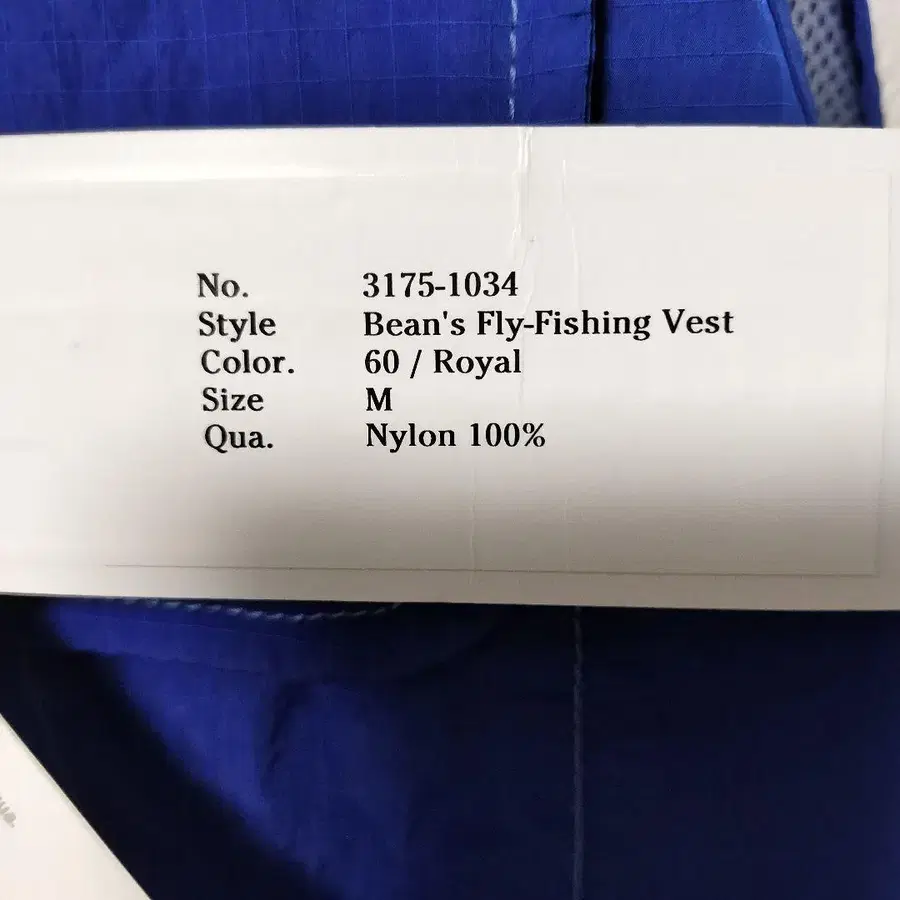 No. 3175-1034
Style Bean's Fly-Fishing Vest
Color. 60 / Royal
Size M
Qua. Nylon 100%